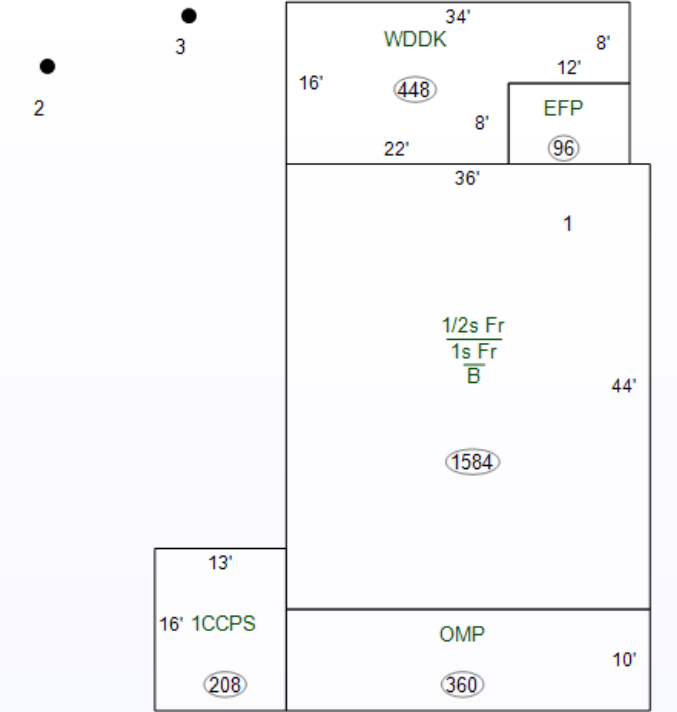 34'
3
WDDK
8'
12'
2
16'
448
EFP
8'
22'
96
36'
1
1/2s Fr
1s Fr
B
44'
1584
13'
16' 1CCPS
OMP
10'
208
360